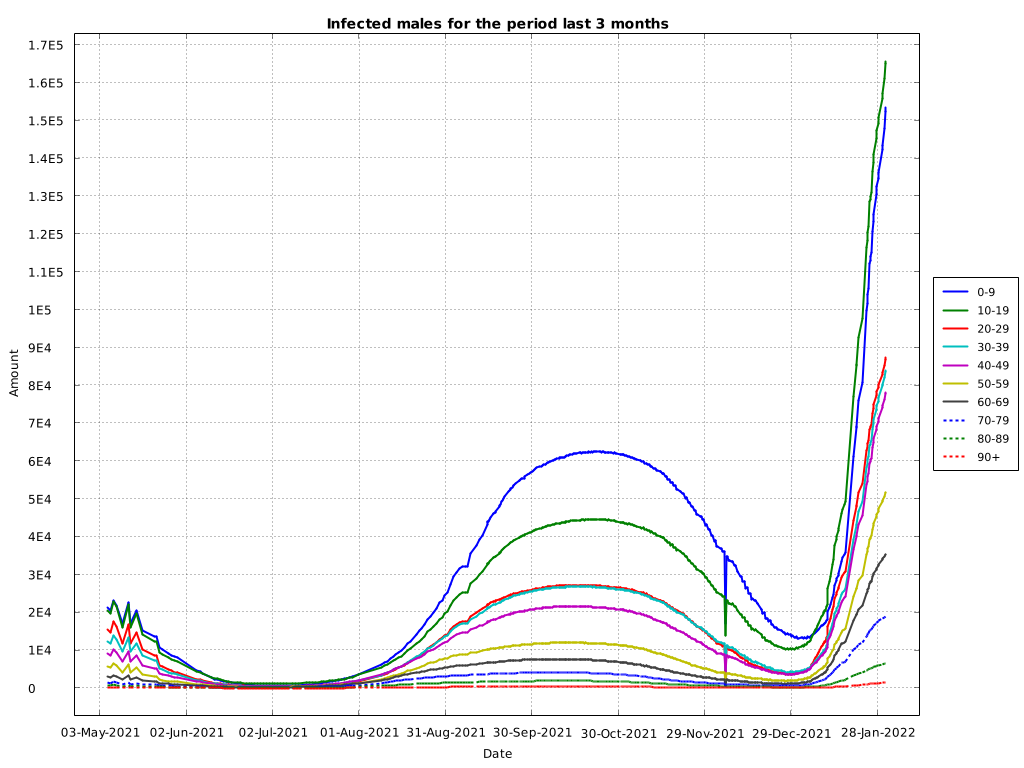 Infected males for the period last 3 months
1.7E5
1.6E5
1.5E5
1.4E5
1.3E5
1.2E5
1.1E5
1E5
9E4
8E4
7E4
6E4
5E4
4E4
3E4
2E4
1E4
0
Amount
03-May-2021 02-Jun-2021 02-Jul-2021 01-Aug-2021 31-Aug-2021 30-Sep-2021 30-Oct-2021 29-Nov-2021 29-Dec-2021 28-Jan-2022
Date
0-9
10-19
20-29
30-39
40-49
50-59
60-69
70-79
80-89
90+